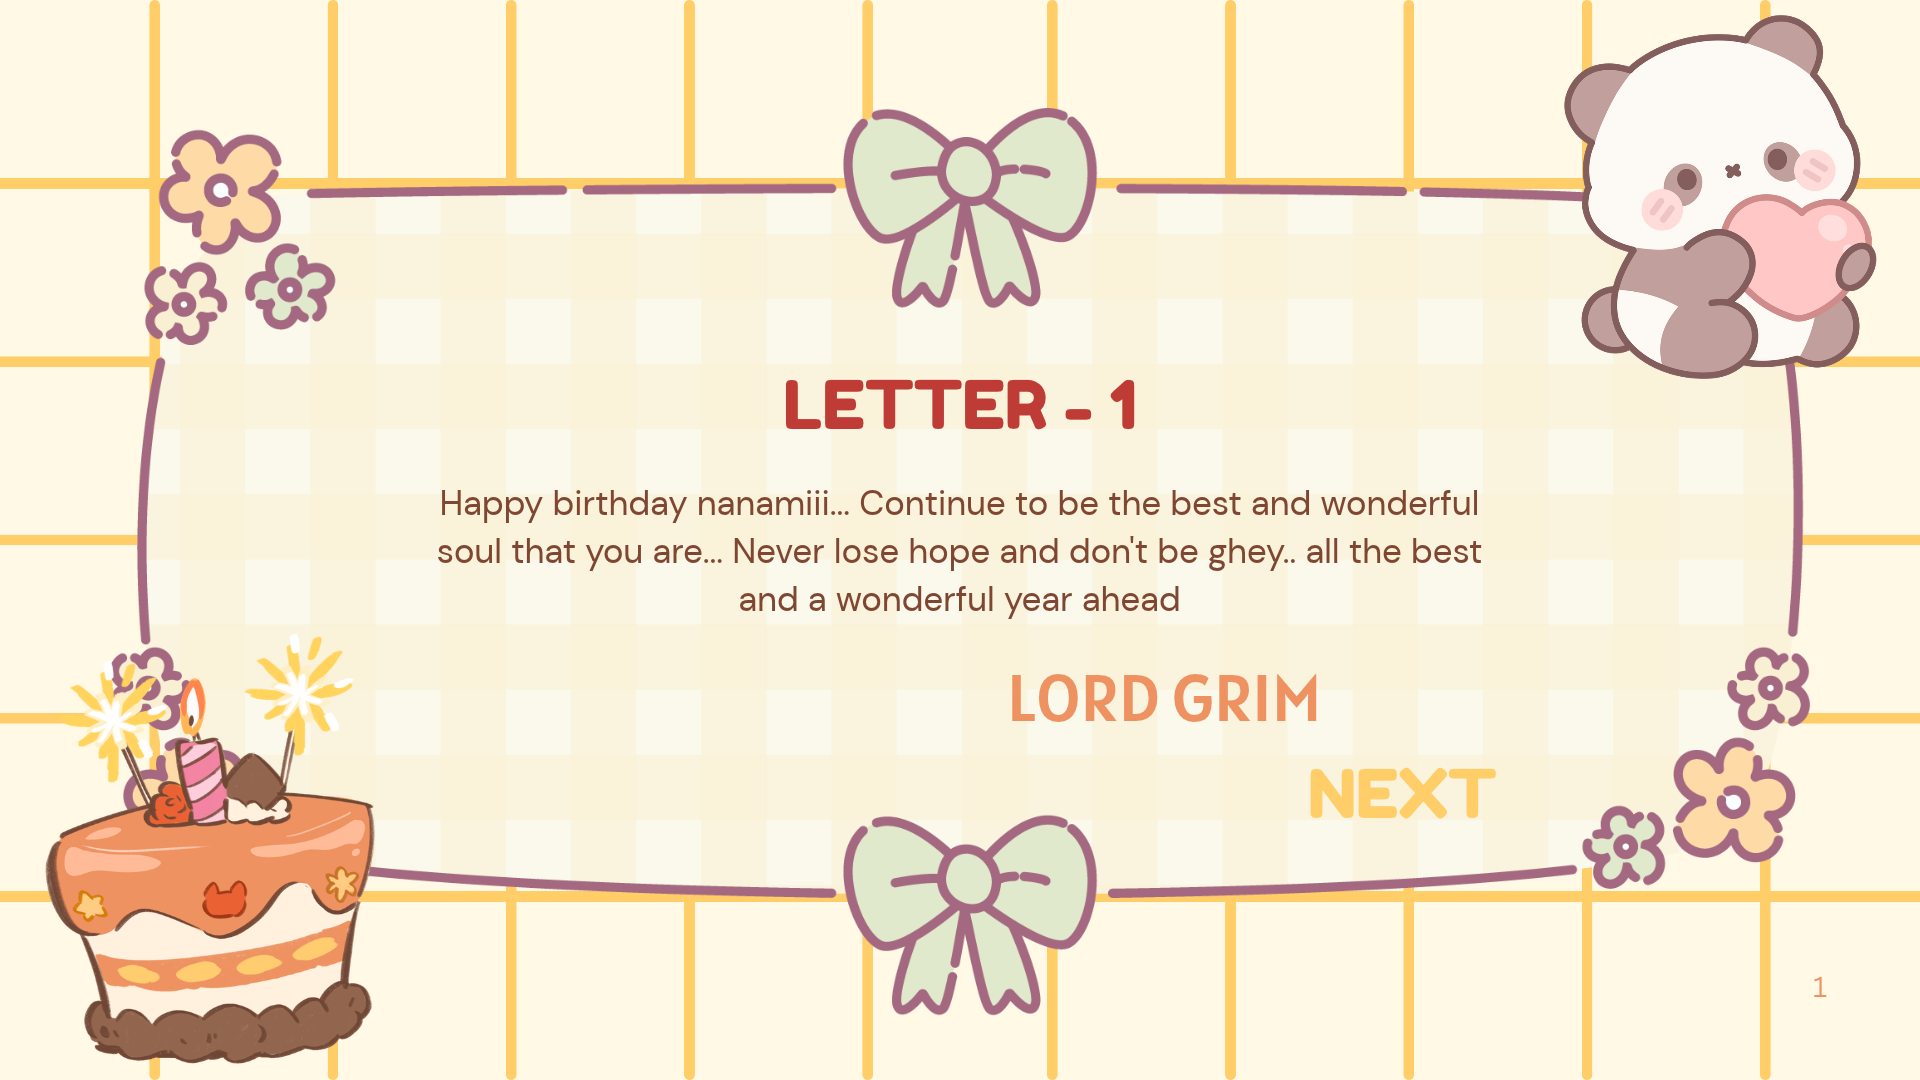 LETTER - 1
Happy birthday nanamiii... Continue to be the best and wonderful
soul that you are... Never lose hope and don't be ghey.. all the best
and a wonderful year ahead
LORD GRIM
NEXT
1